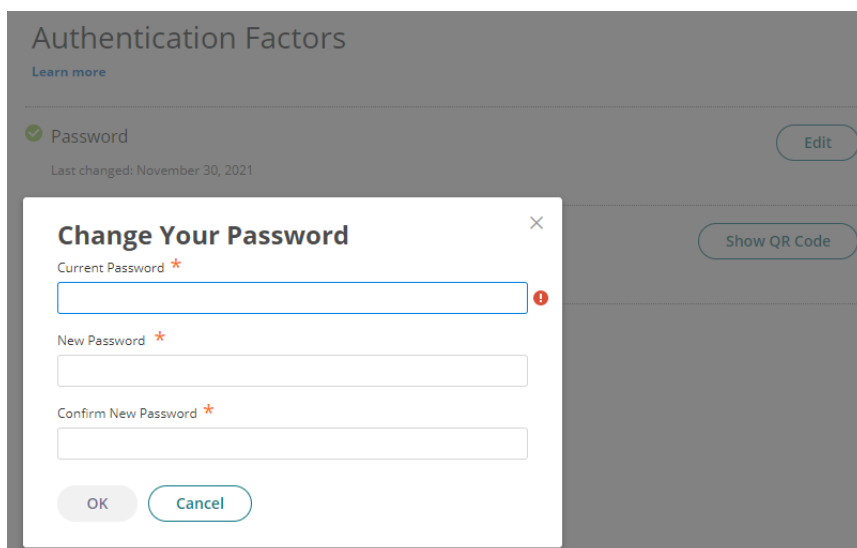 Authentication Factors
Learn more
Password
Edit
Last changed: November 30, 2021
Show QR Code
Change Your Password
Current Password *
New Password *
Confirm New Password *
OK
Cancel